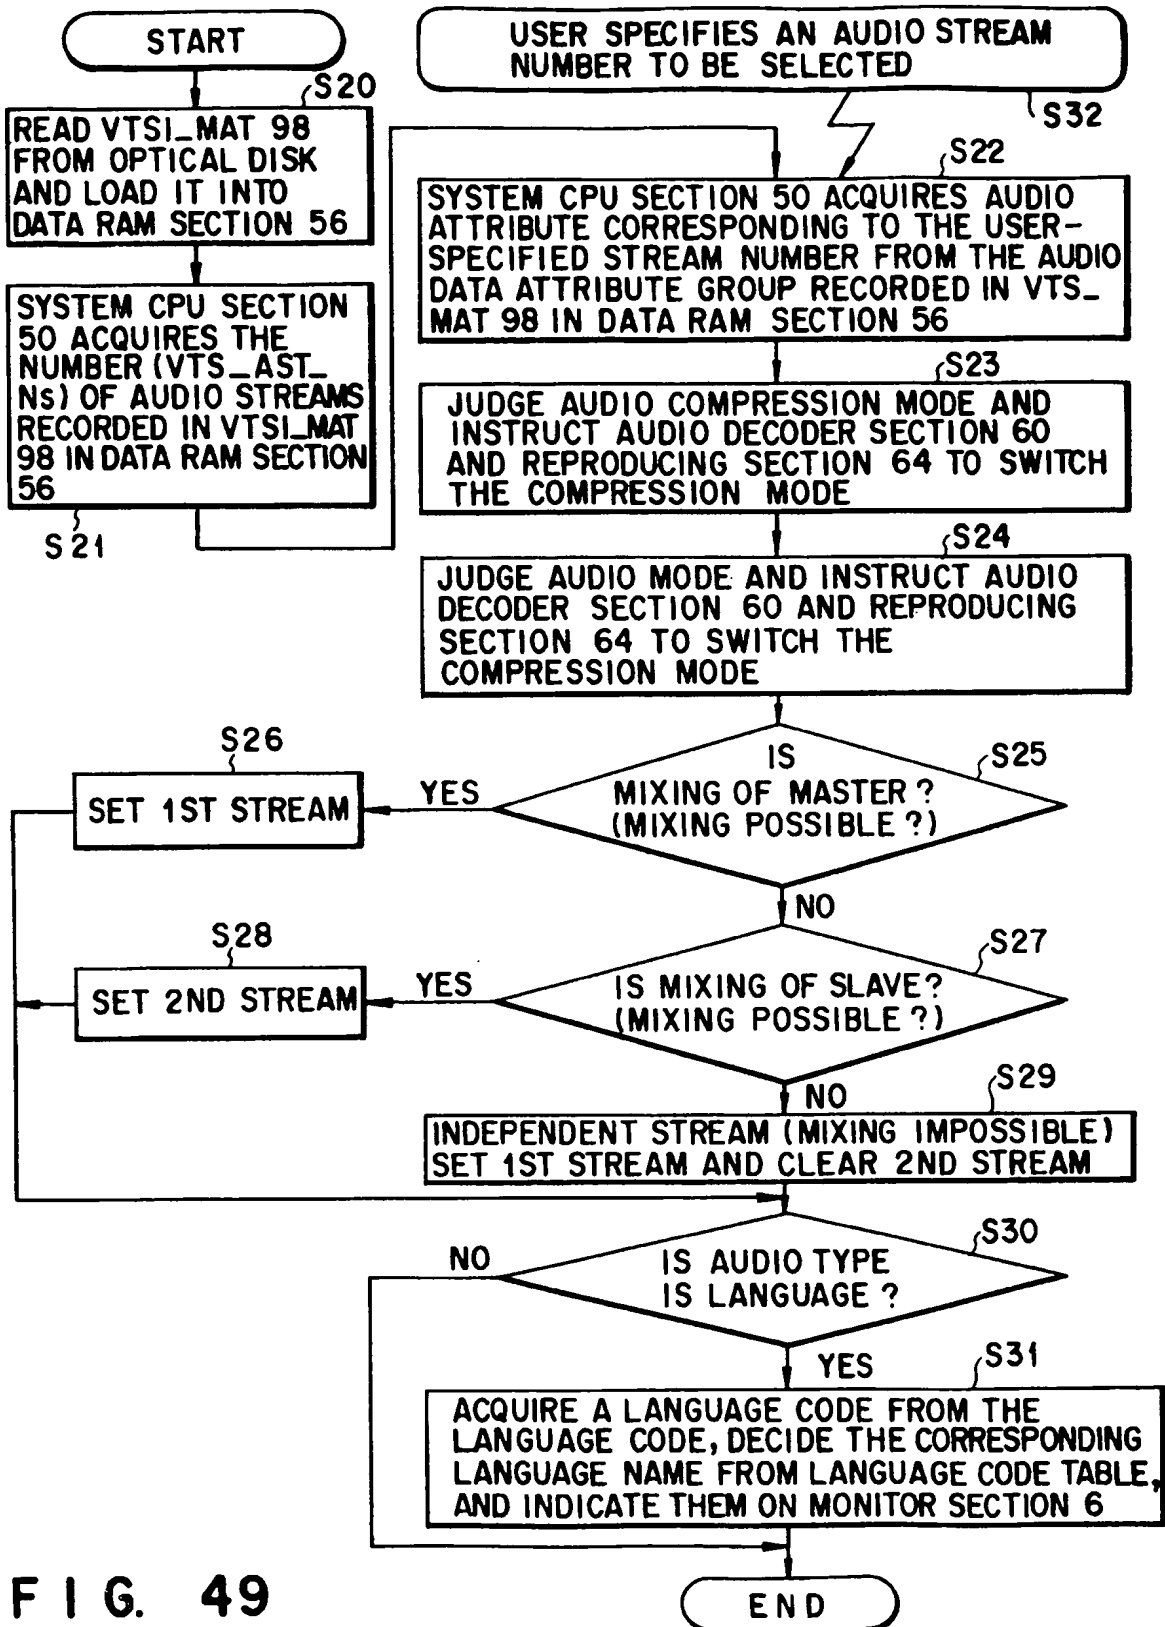 START
S20
READ VTSI_MAT 98
FROM OPTICAL DISK
AND LOAD IT INTO
DATA RAM SECTION 56
SYSTEM CPU SECTION
50 ACQUIRES THE
NUMBER (VTS_AST_
Ns) OF AUDIO STREAMS
RECORDED IN VTSI_MAT
98 IN DATA RAM SECTION
56
S21
USER SPECIFIES AN AUDIO STREAM
NUMBER TO BE SELECTED
S32
S22
SYSTEM CPU SECTION 50 ACQUIRES AUDIO
ATTRIBUTE CORRESPONDING TO THE USER-
SPECIFIED STREAM NUMBER FROM THE AUDIO
DATA ATTRIBUTE GROUP RECORDED IN VTS_
MAT 98 IN DATA RAM SECTION 56
S23
JUDGE AUDIO COMPRESSION MODE AND
INSTRUCT AUDIO DECODER SECTION 60
AND REPRODUCING SECTION 64 TO SWITCH
THE COMPRESSION MODE
S24
JUDGE AUDIO MODE AND INSTRUCT AUDIO
DECODER SECTION 60 AND REPRODUCING
SECTION 64 TO SWITCH THE
COMPRESSION MODE
S25
IS
MIXING OF MASTER?
(MIXING POSSIBLE?)
YES
S26
SET 1ST STREAM
NO
S27
IS MIXING OF SLAVE?
(MIXING POSSIBLE?)
YES
S28
SET 2ND STREAM
NO
S29
INDEPENDENT STREAM (MIXING IMPOSSIBLE)
SET 1ST STREAM AND CLEAR 2ND STREAM
S30
IS AUDIO TYPE
IS LANGUAGE?
NO
YES
S31
ACQUIRE A LANGUAGE CODE FROM THE
LANGUAGE CODE, DECIDE THE CORRESPONDING
LANGUAGE NAME FROM LANGUAGE CODE TABLE,
AND INDICATE THEM ON MONITOR SECTION 6
END
FIG. 49